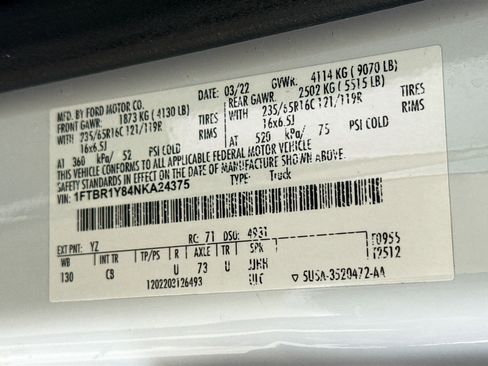 MFD. BY FORD MOTOR CO. DATE: 03/22 GVWR: 4114 KG ( 9070 LB)
FRONT GAWR: 1873 KG ( 4130 LB) REAR GAWR: 2502 KG ( 5515 LB)
WITH 235/65R16C 121/119R TIRES WITH 235/65R16C 121/119R TIRES
16x6.5J RIMS 16x6.5J RIMS
AT 360 kPa/ 52 PSI COLD AT 520 kPa/ 75 PSI COLD
THIS VEHICLE CONFORMS TO ALL APPLICABLE FEDERAL MOTOR VEHICLE
SAFETY STANDARDS IN EFFECT ON THE DATE OF MANUFACTURE SHOWN ABOVE.
VIN: 1FTBR1Y84NKA24375 TYPE: Truck
EXT PNT: YZ RC: 71 DSO: 4931
WB INT TR TP/PS R AXLE TR SPR
130 CB U 73 U
1202203126493
5U5A-3520472-AA